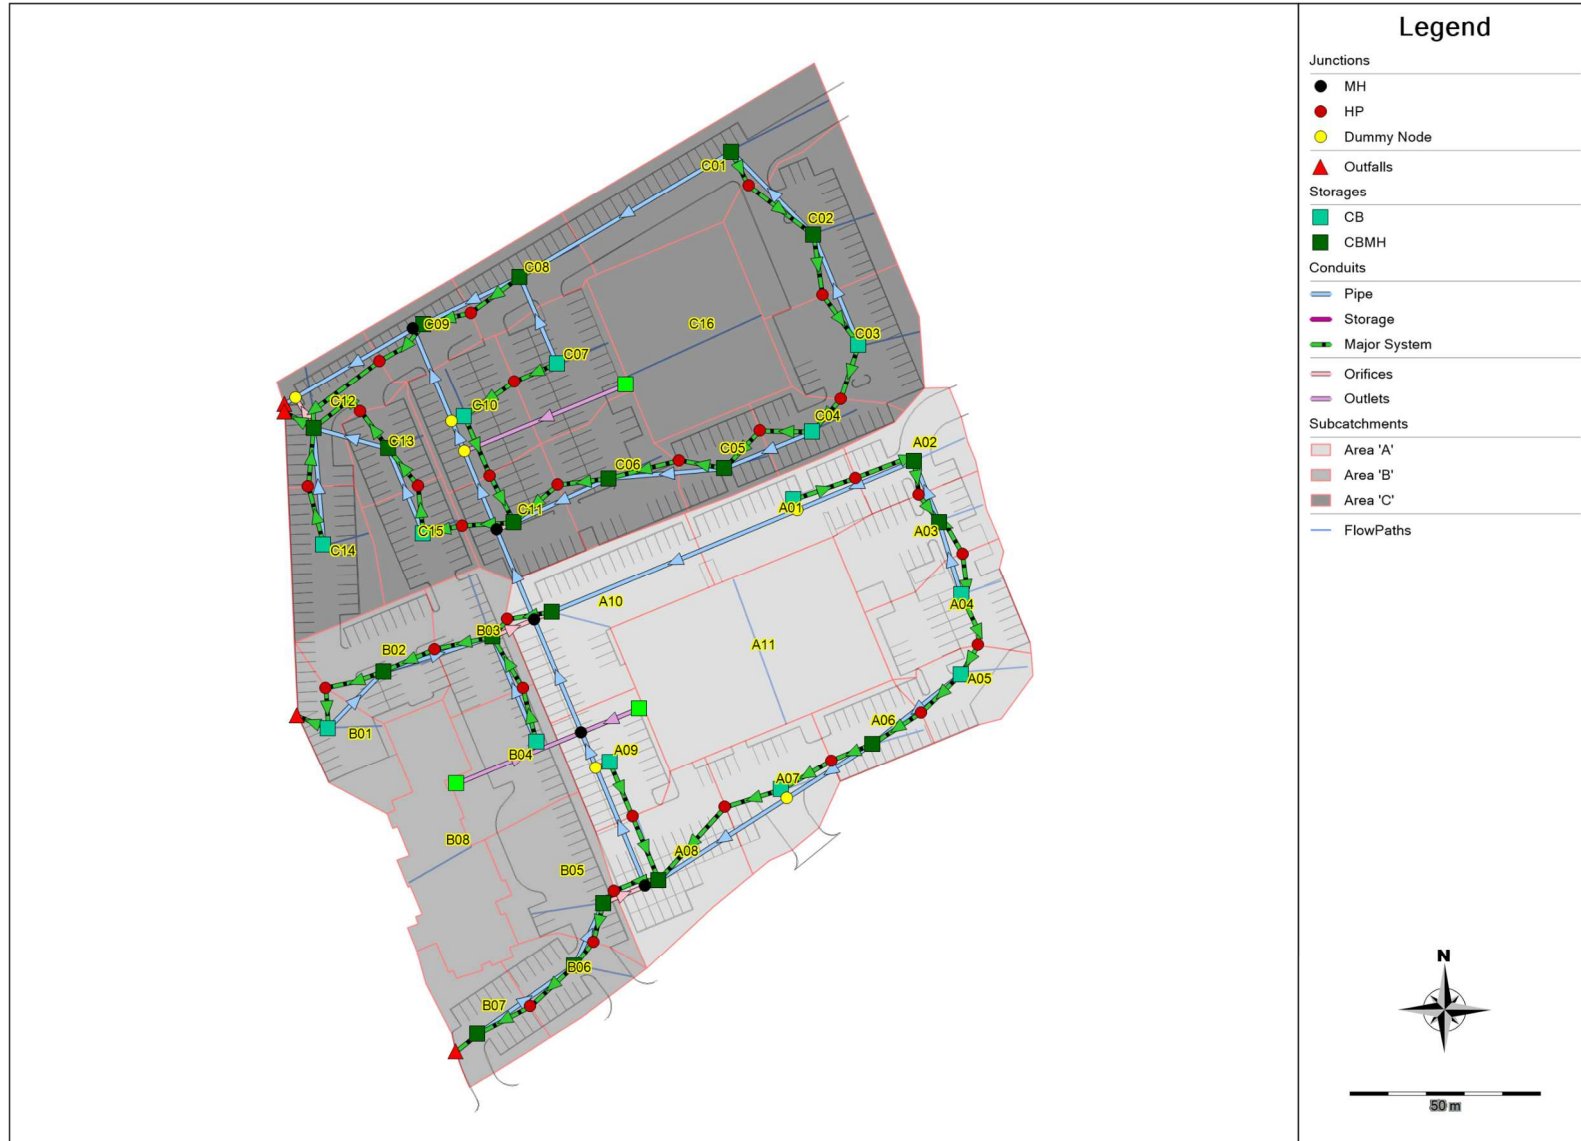 Legend
Junctions
MH
HP
Dummy Node
Outfalls
Storages
CB
CBMH
Conduits
Pipe
Storage
Major System
Orifices
Outlets
Subcatchments
Area 'A'
Area 'B'
Area 'C'
FlowPaths
N
50 m
C01
C02
C08
C16
C09
C03
C07
C12
C10
C04
C13
C05
A02
C06
A01
C11
C15
A03
C14
A10
A04
B03
A11
B02
A05
A06
B01
B04
A09
A07
B08
A08
B05
B06
B07